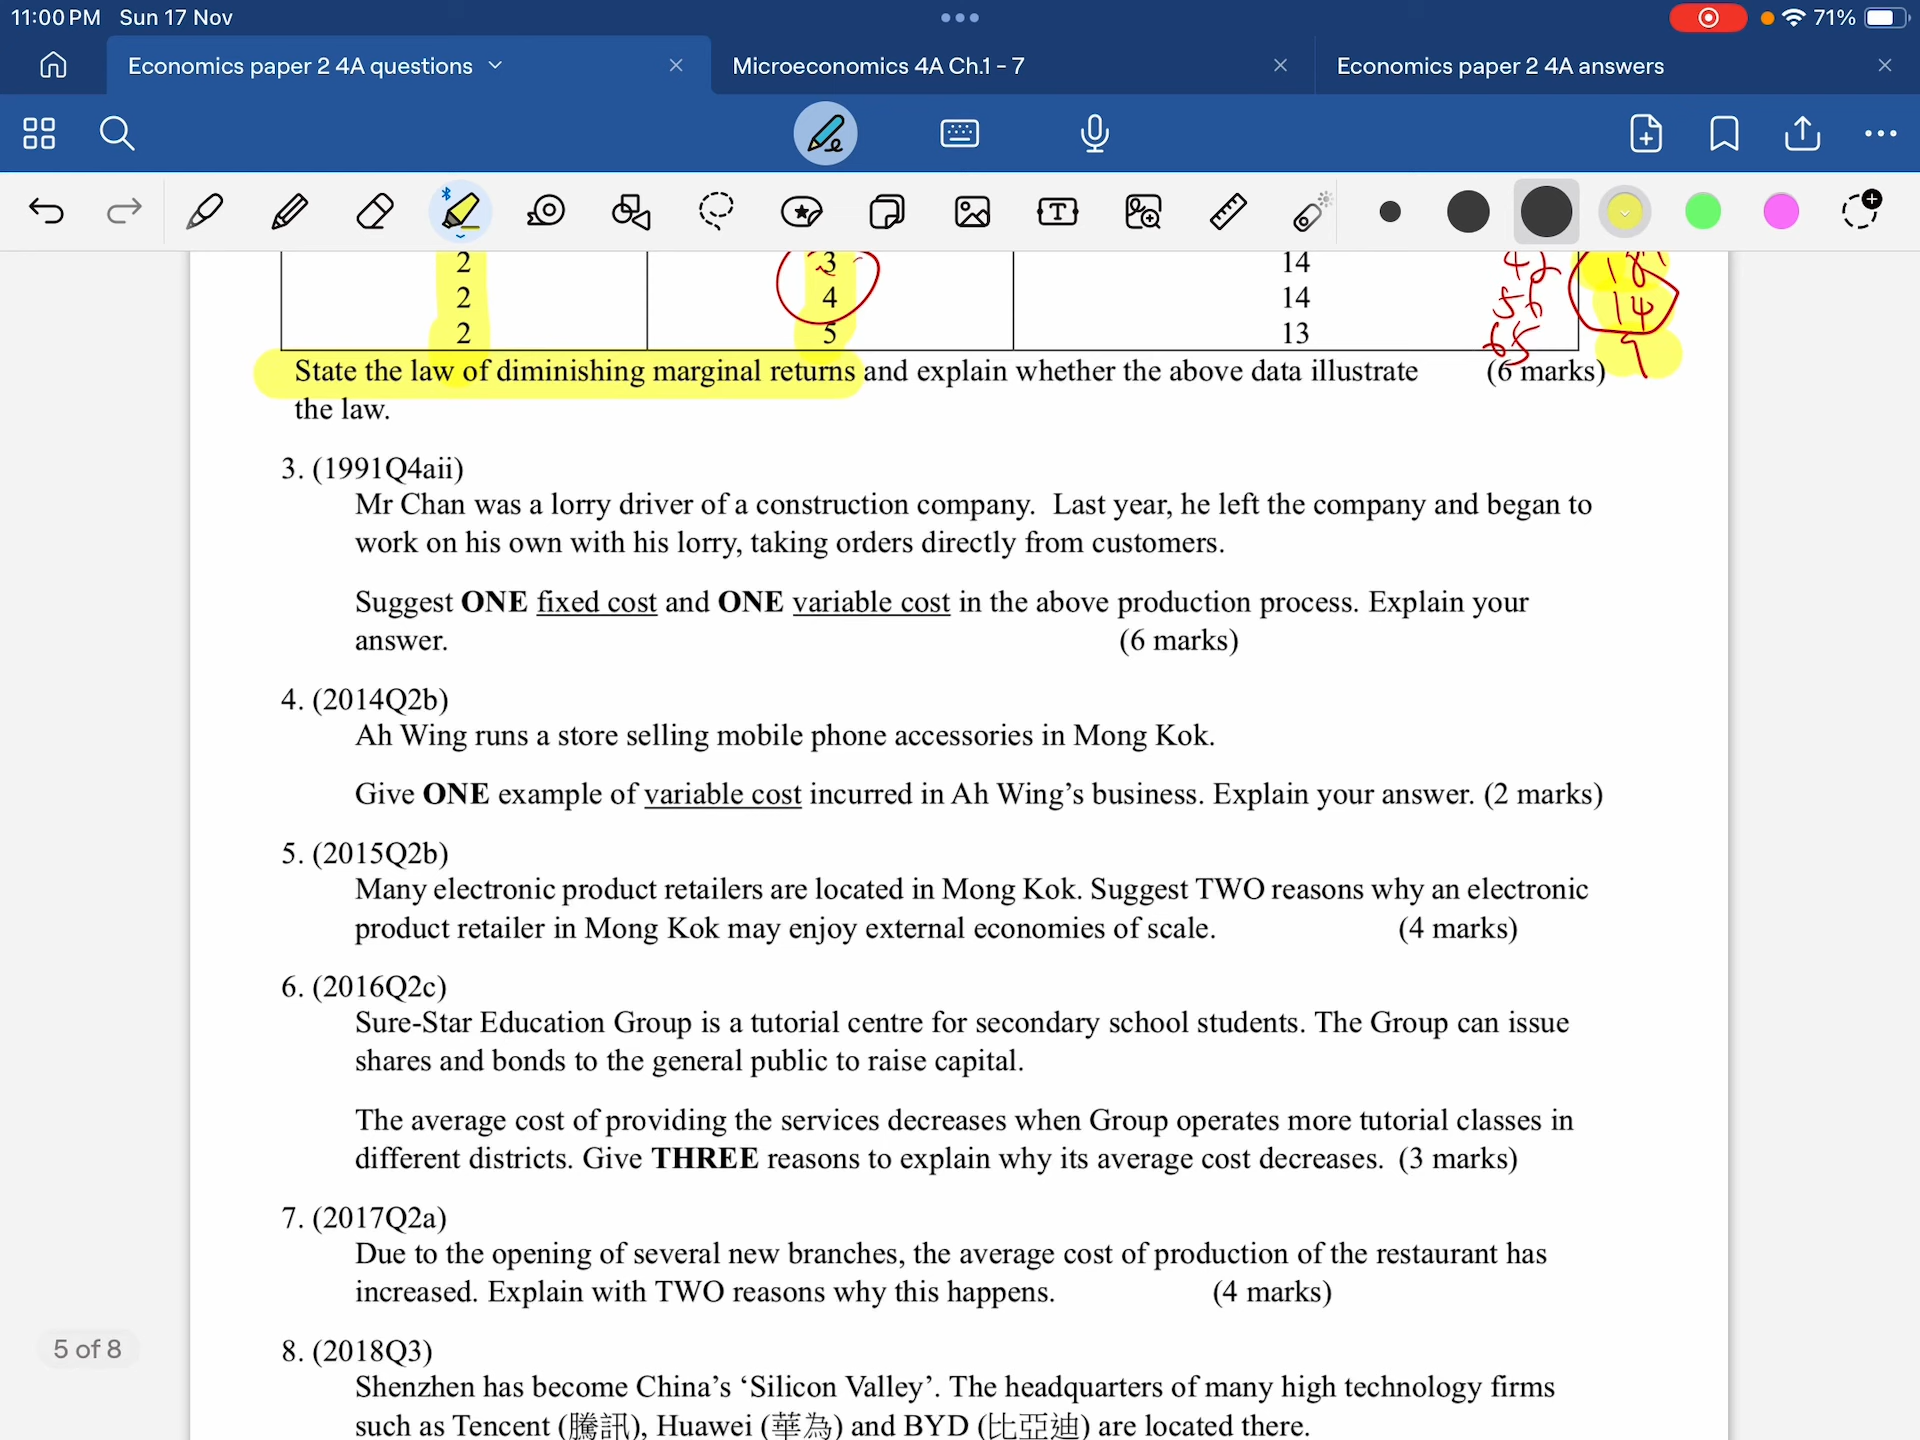 11:00 PM Sun 17 Nov
71%
Economics paper 2 4A questions
Microeconomics 4A Ch.1 - 7
Economics paper 2 4A answers
2 3 14 42
2 4 14 56 14
2 5 13 65 9
State the law of diminishing marginal returns and explain whether the above data illustrate (6 marks)
the law.
3. (1991Q4aii)
Mr Chan was a lorry driver of a construction company. Last year, he left the company and began to
work on his own with his lorry, taking orders directly from customers.
Suggest ONE fixed cost and ONE variable cost in the above production process. Explain your
answer. (6 marks)
4. (2014Q2b)
Ah Wing runs a store selling mobile phone accessories in Mong Kok.
Give ONE example of variable cost incurred in Ah Wing’s business. Explain your answer. (2 marks)
5. (2015Q2b)
Many electronic product retailers are located in Mong Kok. Suggest TWO reasons why an electronic
product retailer in Mong Kok may enjoy external economies of scale. (4 marks)
6. (2016Q2c)
Sure-Star Education Group is a tutorial centre for secondary school students. The Group can issue
shares and bonds to the general public to raise capital.
The average cost of providing the services decreases when Group operates more tutorial classes in
different districts. Give THREE reasons to explain why its average cost decreases. (3 marks)
7. (2017Q2a)
Due to the opening of several new branches, the average cost of production of the restaurant has
increased. Explain with TWO reasons why this happens. (4 marks)
5 of 8
8. (2018Q3)
Shenzhen has become China’s ‘Silicon Valley’. The headquarters of many high technology firms
such as Tencent (騰訊), Huawei (華為) and BYD (比亞迪) are located there.